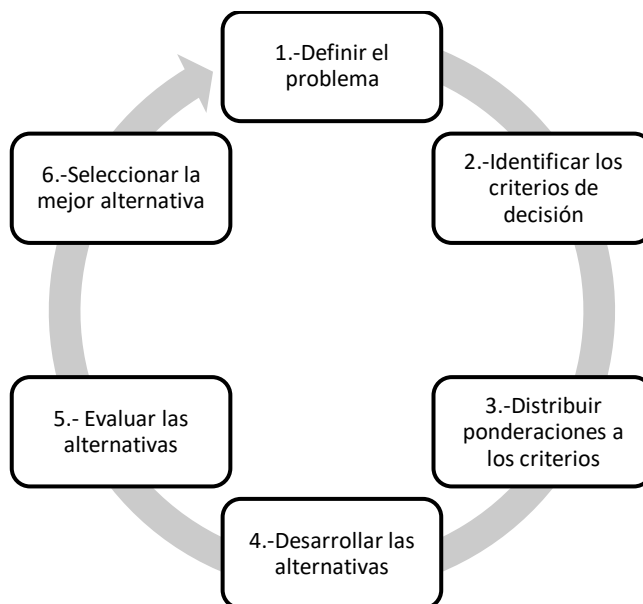 1.-Definir el
problema
2.-Identificar los
criterios de
decisión
3.-Distribuir
ponderaciones a
los criterios
4.-Desarrollar las
alternativas
5.- Evaluar las
alternativas
6.-Seleccionar la
mejor alternativa